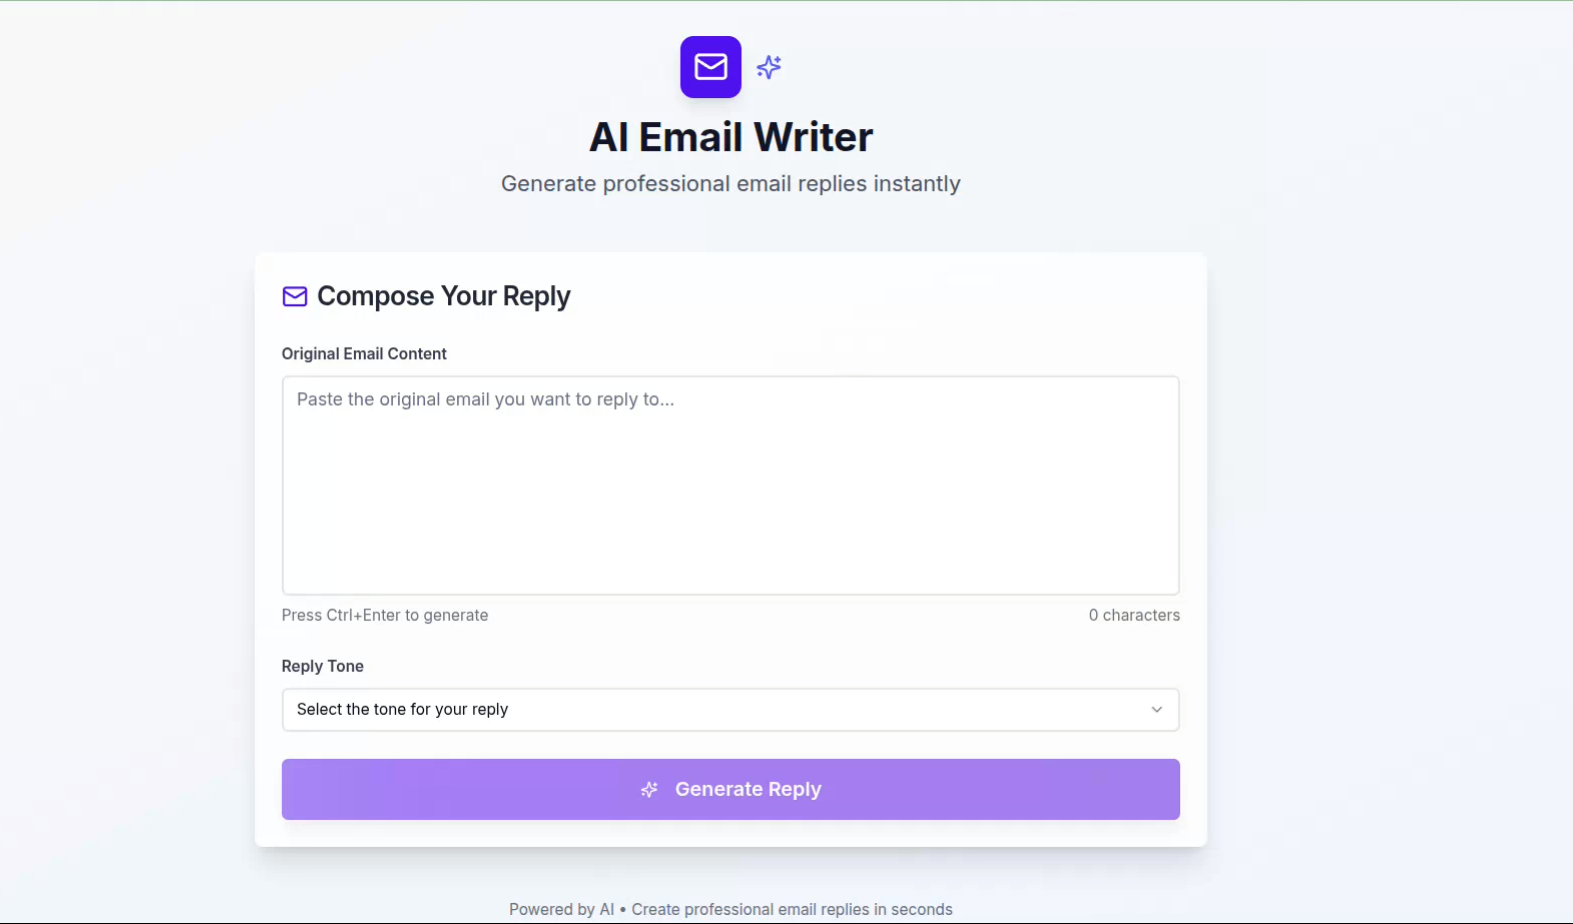 AI Email Writer
Generate professional email replies instantly
Compose Your Reply
Original Email Content
Paste the original email you want to reply to...
Press Ctrl+Enter to generate
0 characters
Reply Tone
Select the tone for your reply
Generate Reply
Powered by AI • Create professional email replies in seconds